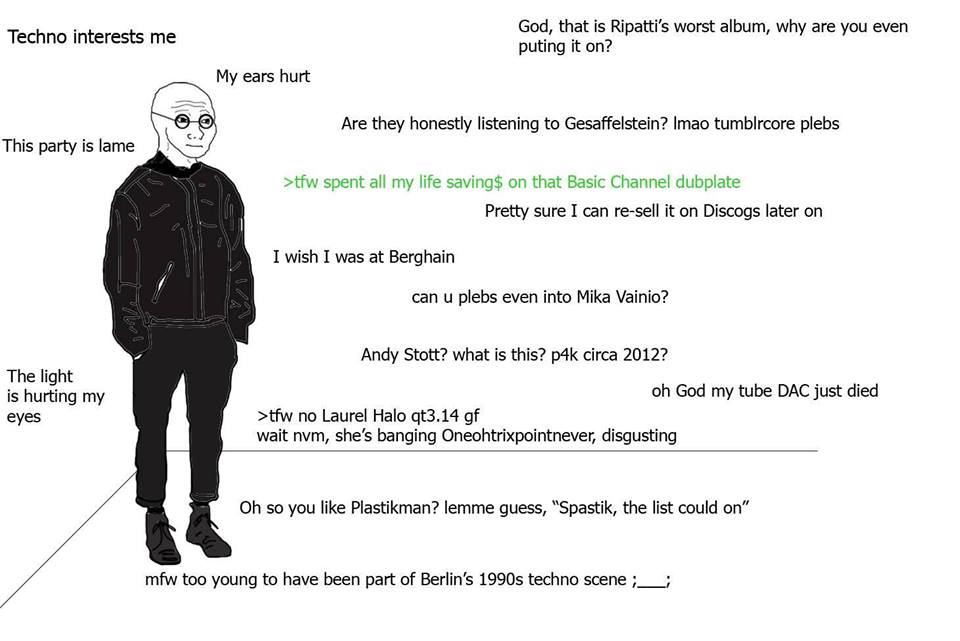 Techno interests me
God, that is Ripatti's worst album, why are you even
puting it on?
My ears hurt
Are they honestly listening to Gesaffelstein? lmao tumblrcore plebs
This party is lame
>tfw spent all my life saving$ on that Basic Channel dubplate
Pretty sure I can re-sell it on Discogs later on
I wish I was at Berghain
can u plebs even into Mika Vainio?
Andy Stott? what is this? p4k circa 2012?
The light
is hurting my
eyes
oh God my tube DAC just died
>tfw no Laurel Halo qt3.14 gf
wait nvm, she's banging Oneohtrixpointnever, disgusting
Oh so you like Plastikman? lemme guess, "Spastik, the list could on"
mfw too young to have been part of Berlin's 1990s techno scene ;___;